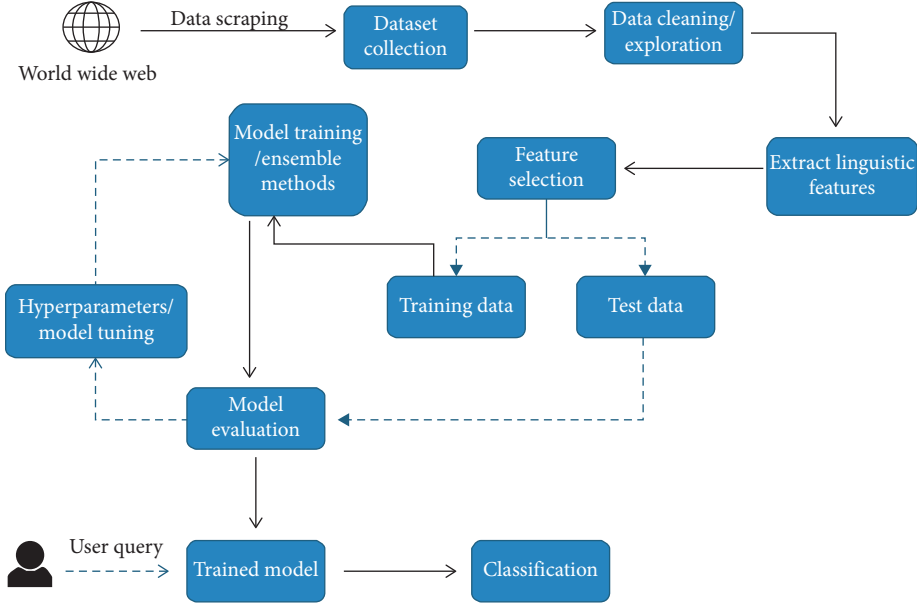 Data scraping
World wide web
Dataset
collection
Data cleaning/
exploration
Model training
/ensemble
methods
Feature
selection
Extract linguistic
features
Hyperparameters/
model tuning
Training data
Test data
Model
evaluation
User query
Trained model
Classification